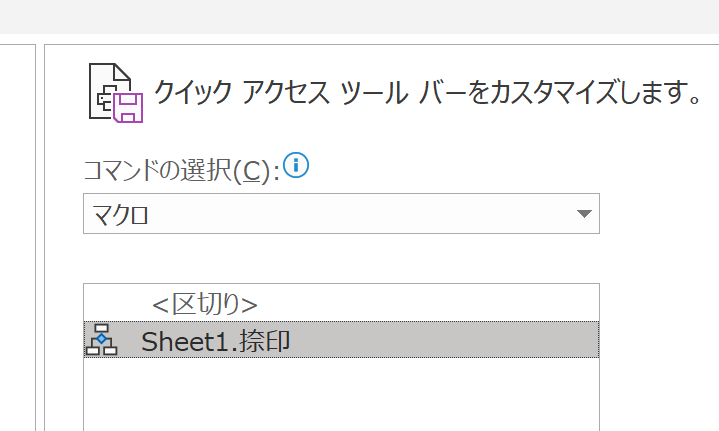 クイック アクセス ツール バーをカスタマイズします。
コマンドの選択(C):
マクロ
<区切り>
Sheet1.捺印